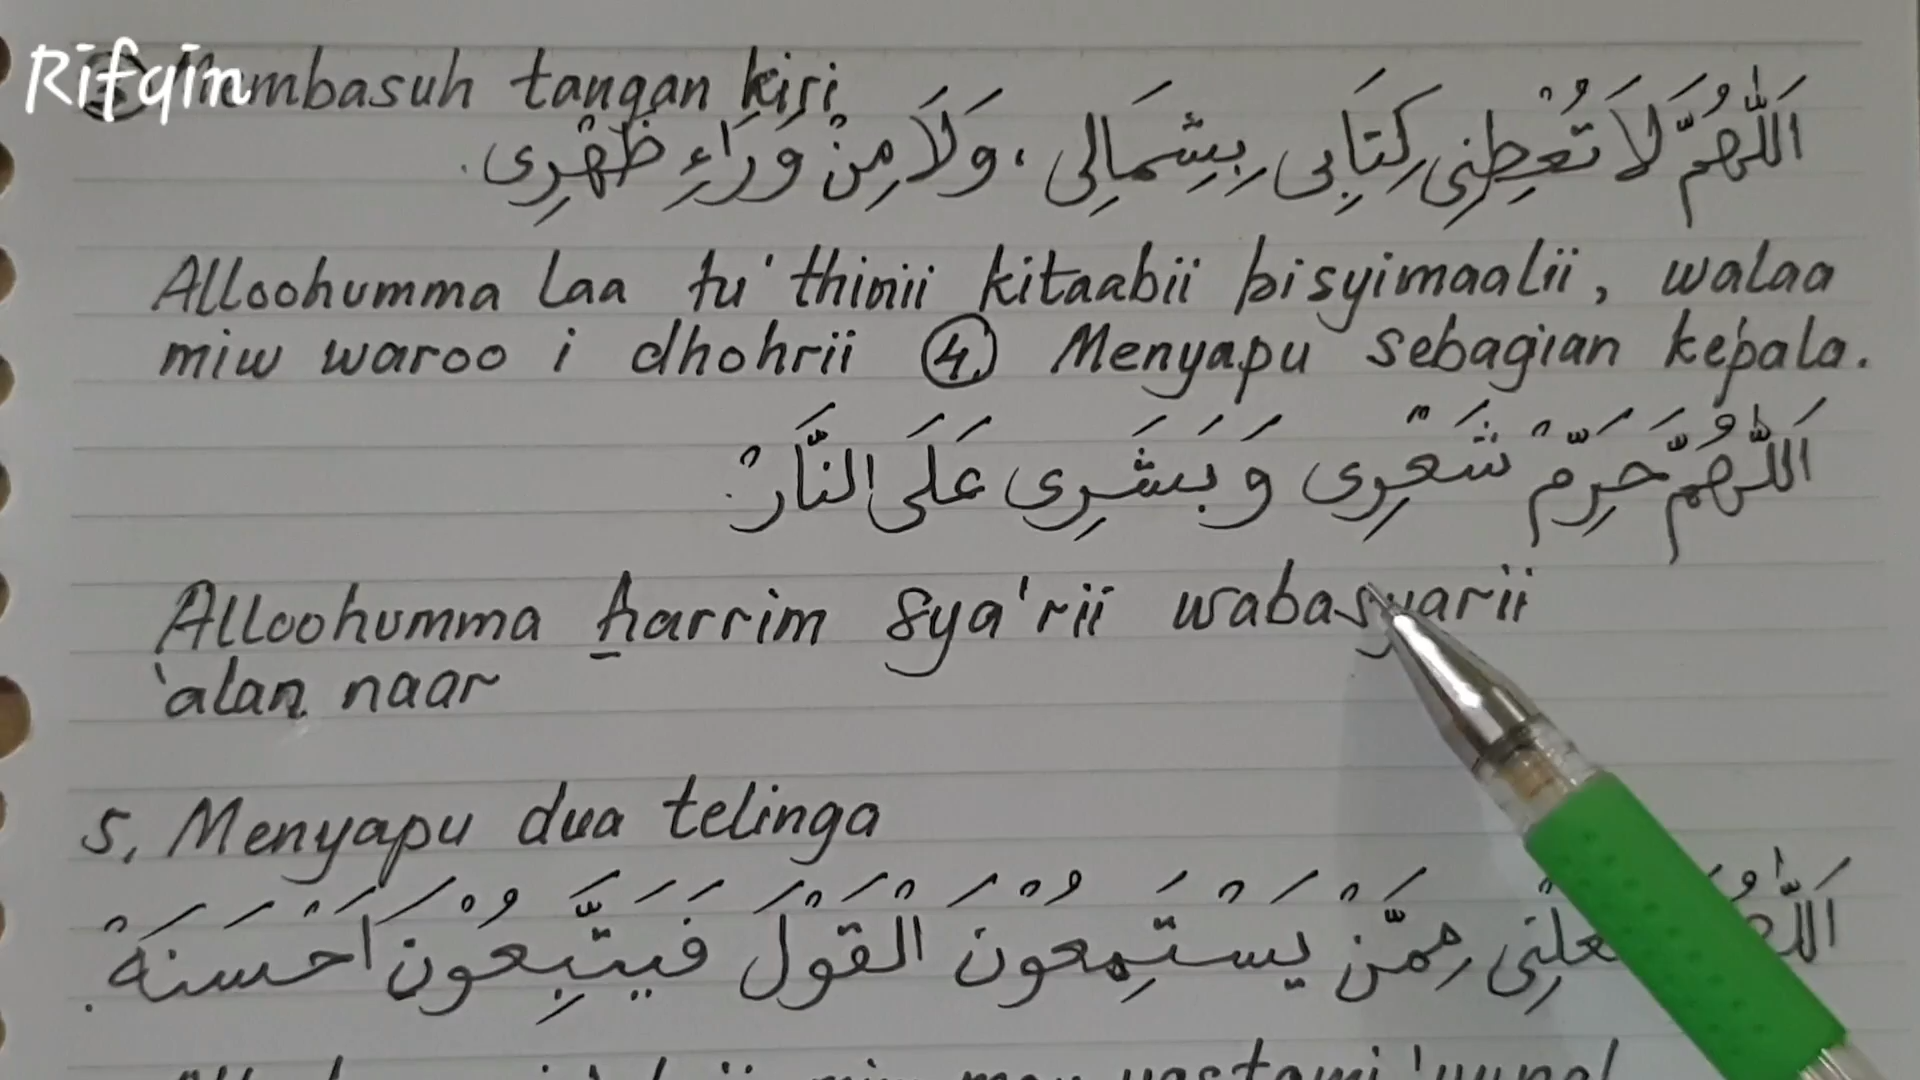 Rifqin
Membasuh tangan kiri
اَللّٰهُمَّ لَا تُعْطِنِى كِتَابِى بِشِمَالِى ، وَلَا مِنْ وَرَاءِ ظَهْرِى .
Alloohumma laa tu'thinii kitaabii bisyimaalii, walaa
miw waroo i dhohrii ④ Menyapu sebagian kepala.
اَللّٰهُمَّ حَرِّمْ شَعْرِى وَبَشَرِى عَلَى النَّارْ .
Alloohumma harrim sya'rii wabasyarii
'alan naar
5. Menyapu dua telinga
مِمَّنْ يَسْتَمِعُوْنَ الْقَوْلَ فَيَتَّبِعُوْنَ اَحْسَنَهْ .